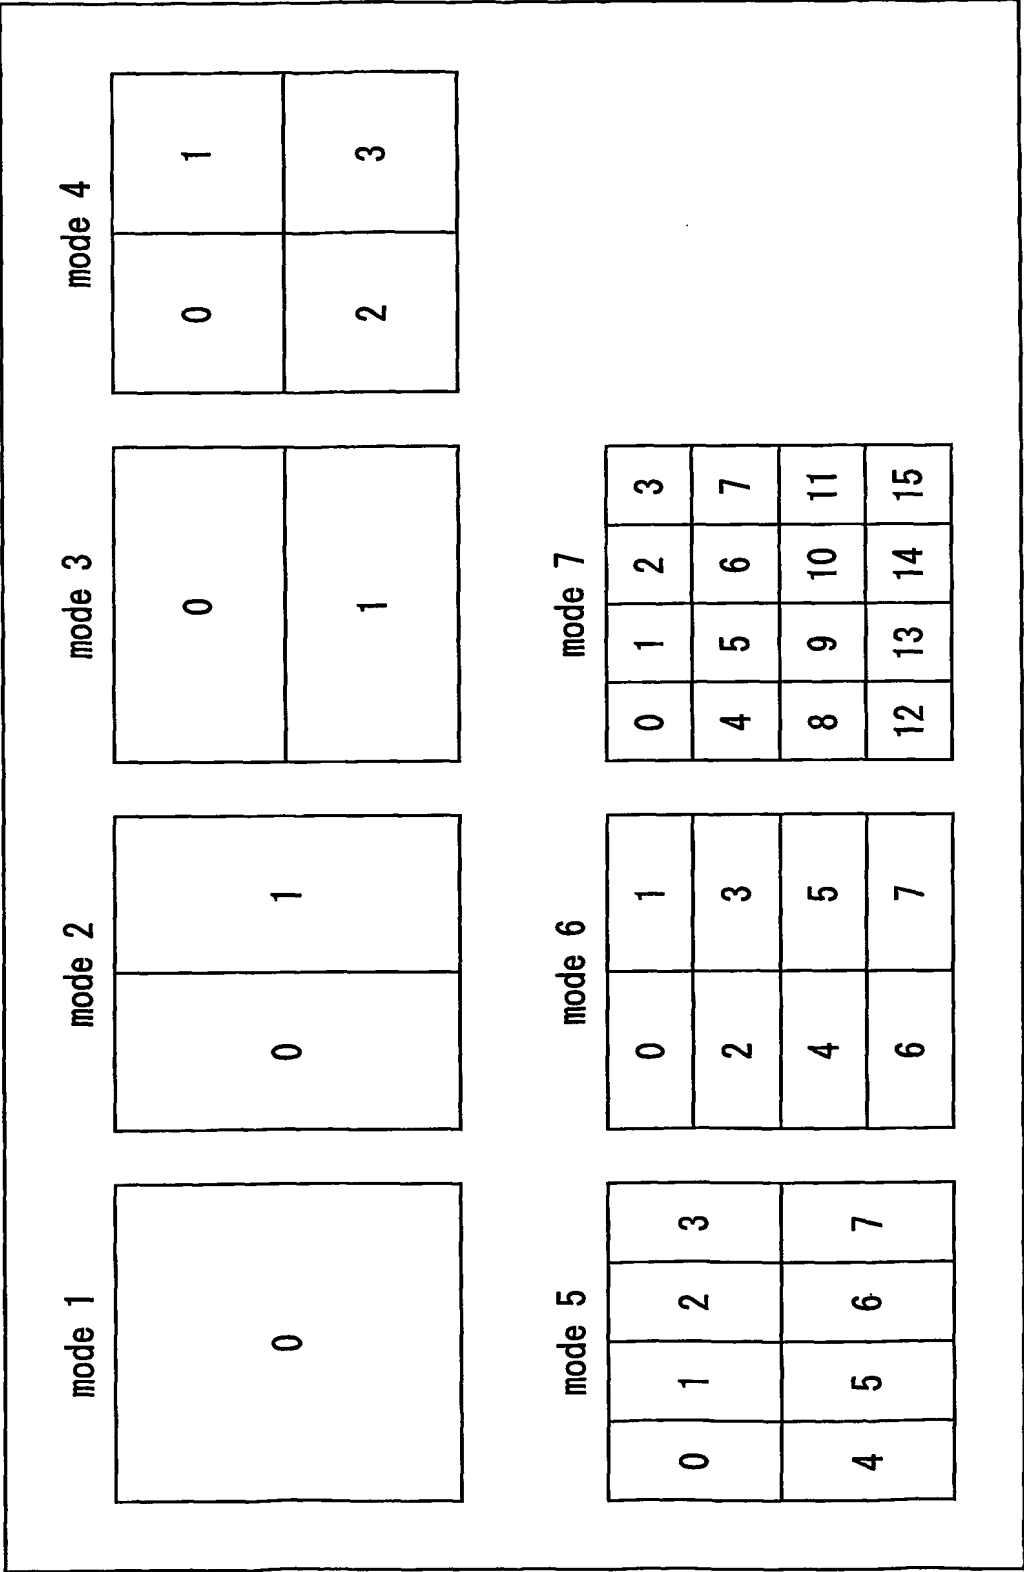 mode 1
0
mode 2
0 1
mode 3
0
1
mode 4
0 1
2 3
mode 5
0 1 2 3
4 5 6 7
mode 6
0 1
2 3
4 5
6 7
mode 7
0 1 2 3
4 5 6 7
8 9 10 11
12 13 14 15